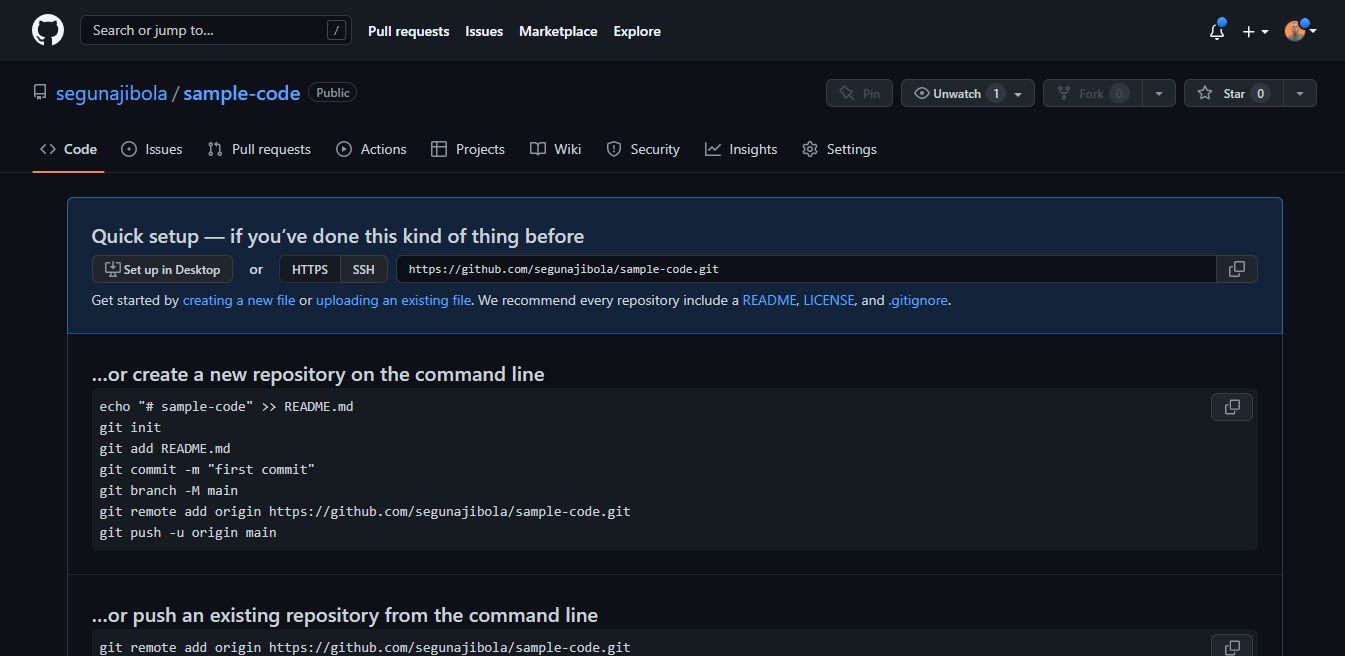 Search or jump to... /
Pull requests Issues Marketplace Explore
segunajibola / sample-code Public
Pin Unwatch 1 Fork 0 Star 0
Code Issues Pull requests Actions Projects Wiki Security Insights Settings
Quick setup — if you’ve done this kind of thing before
Set up in Desktop or HTTPS SSH https://github.com/segunajibola/sample-code.git
Get started by creating a new file or uploading an existing file. We recommend every repository include a README, LICENSE, and .gitignore.
…or create a new repository on the command line
echo "# sample-code" >> README.md
git init
git add README.md
git commit -m "first commit"
git branch -M main
git remote add origin https://github.com/segunajibola/sample-code.git
git push -u origin main
…or push an existing repository from the command line
git remote add origin https://github.com/segunajibola/sample-code.git